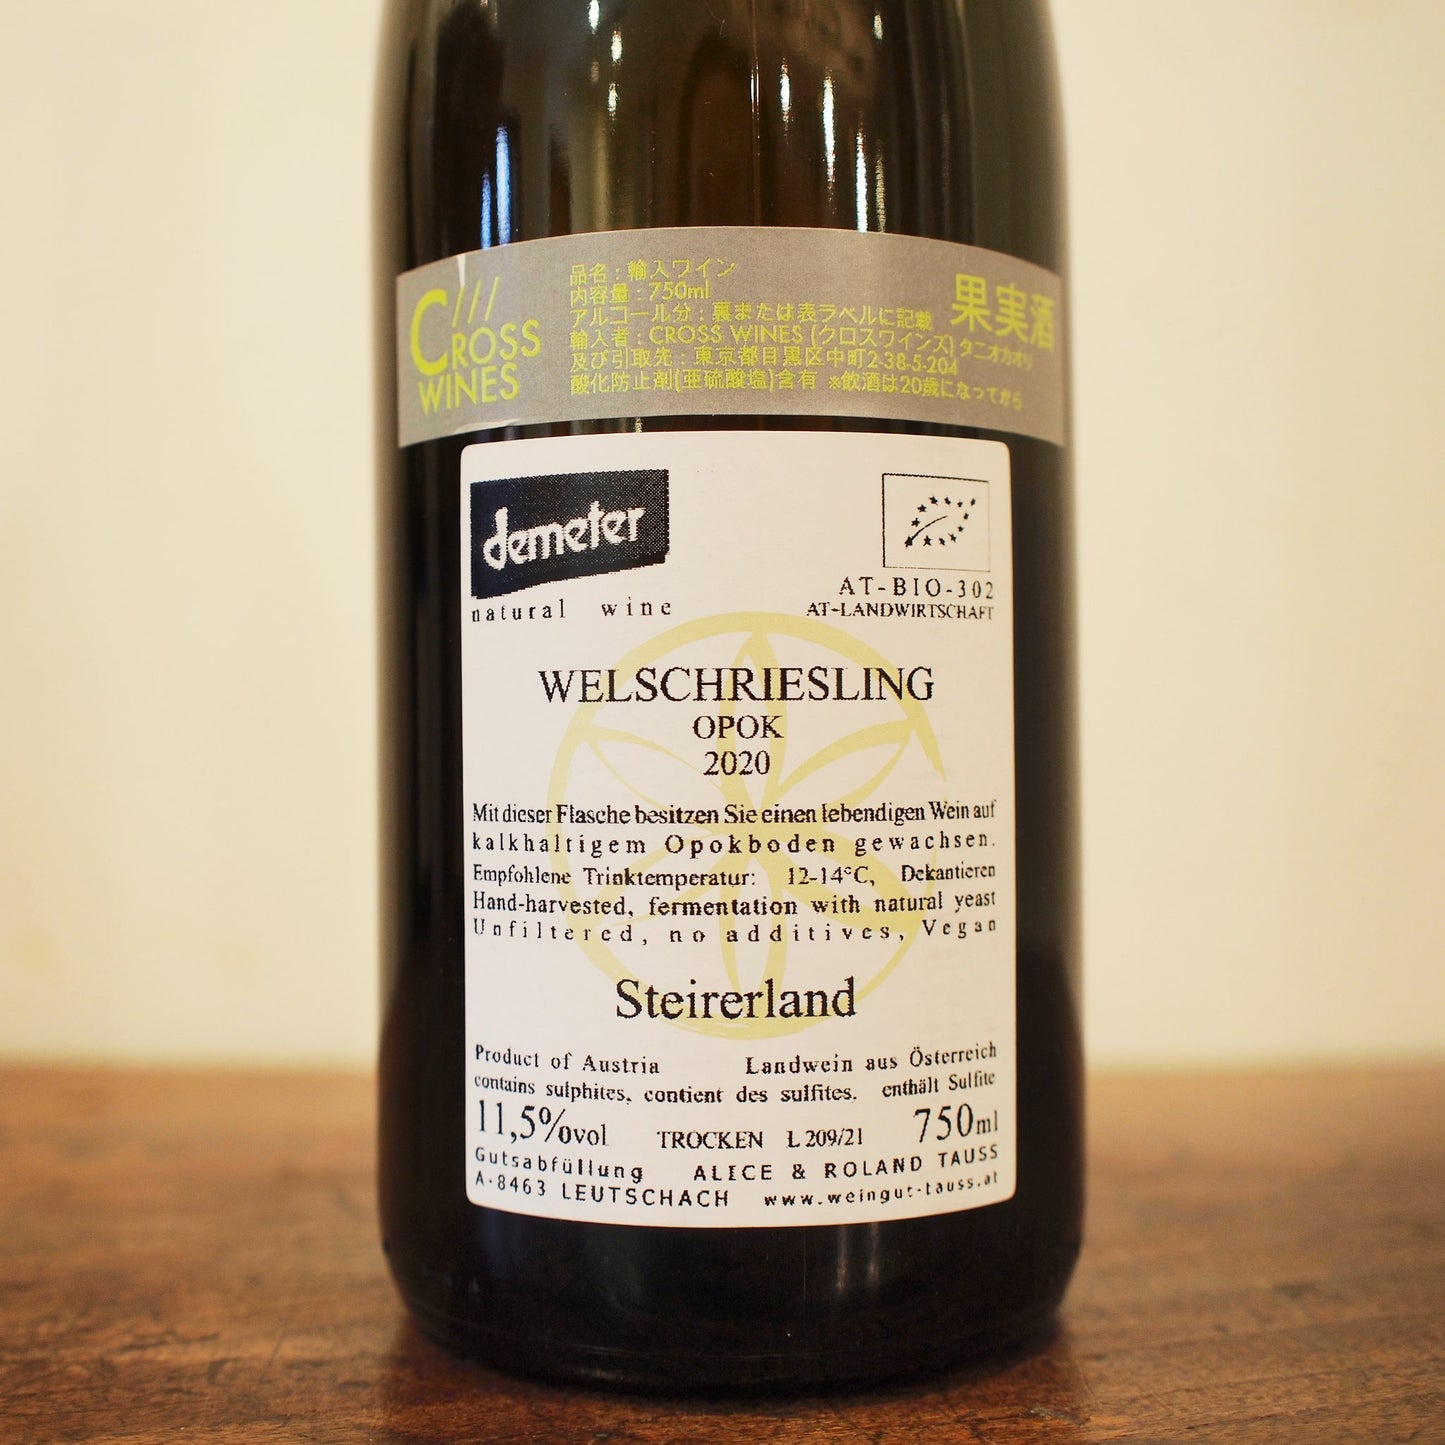 C///ROSS
WINES
品名：輸入ワイン
内容量：750ml
アルコール分：裏または表ラベルに記載
輸入者：CROSS WINES (クロスワインズ) タニオカオリ
及び引取先：東京都目黒区中町2-38-5-204
酸化防止剤(亜硫酸塩)含有 ※飲酒は20歳になってから
果実酒
demeter
natural wine
AT-BIO-302
AT-LANDWIRTSCHAFT
WELSCHRIESLING
OPOK
2020
Mit dieser Flasche besitzen Sie einen lebendigen Wein auf
kalkhaltigem Opokboden gewachsen.
Empfohlene Trinktemperatur: 12-14°C, Dekantieren
Hand-harvested, fermentation with natural yeast
Unfiltered, no additives, Vegan
Steirerland
Product of Austria Landwein aus Österreich
contains sulphites, contient des sulfites. enthält Sulfite
11,5%vol TROCKEN L 209/21 750ml
Gutsabfüllung ALICE & ROLAND TAUSS
A-8463 LEUTSCHACH www.weingut-tauss.at